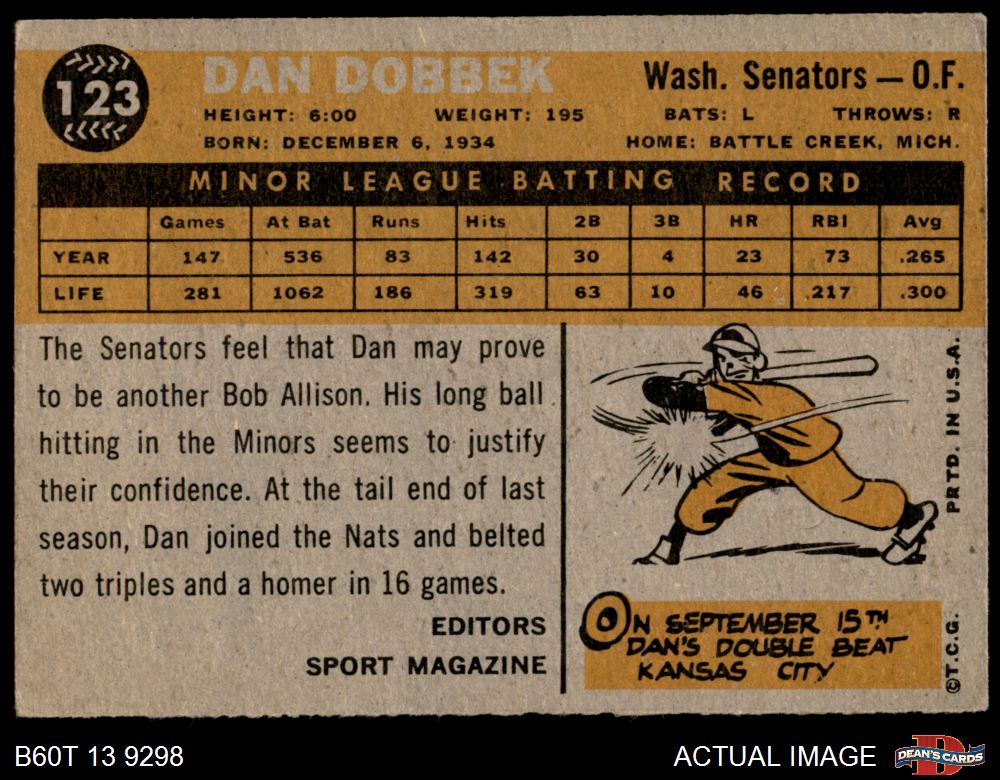 123
DAN DOBBEK
Wash. Senators — O.F.
HEIGHT: 6:00 WEIGHT: 195 BATS: L THROWS: R
BORN: DECEMBER 6, 1934 HOME: BATTLE CREEK, MICH.
MINOR LEAGUE BATTING RECORD
Games At Bat Runs Hits 2B 3B HR RBI Avg
YEAR 147 536 83 142 30 4 23 73 .265
LIFE 281 1062 186 319 63 10 46 217 .300
The Senators feel that Dan may prove
to be another Bob Allison. His long ball
hitting in the Minors seems to justify
their confidence. At the tail end of last
season, Dan joined the Nats and belted
two triples and a homer in 16 games.
EDITORS
SPORT MAGAZINE
ON SEPTEMBER 15TH
DAN'S DOUBLE BEAT
KANSAS CITY
PRTD. IN U.S.A.
©T.C.G.
B60T 13 9298
ACTUAL IMAGE
DEAN'S CARDS